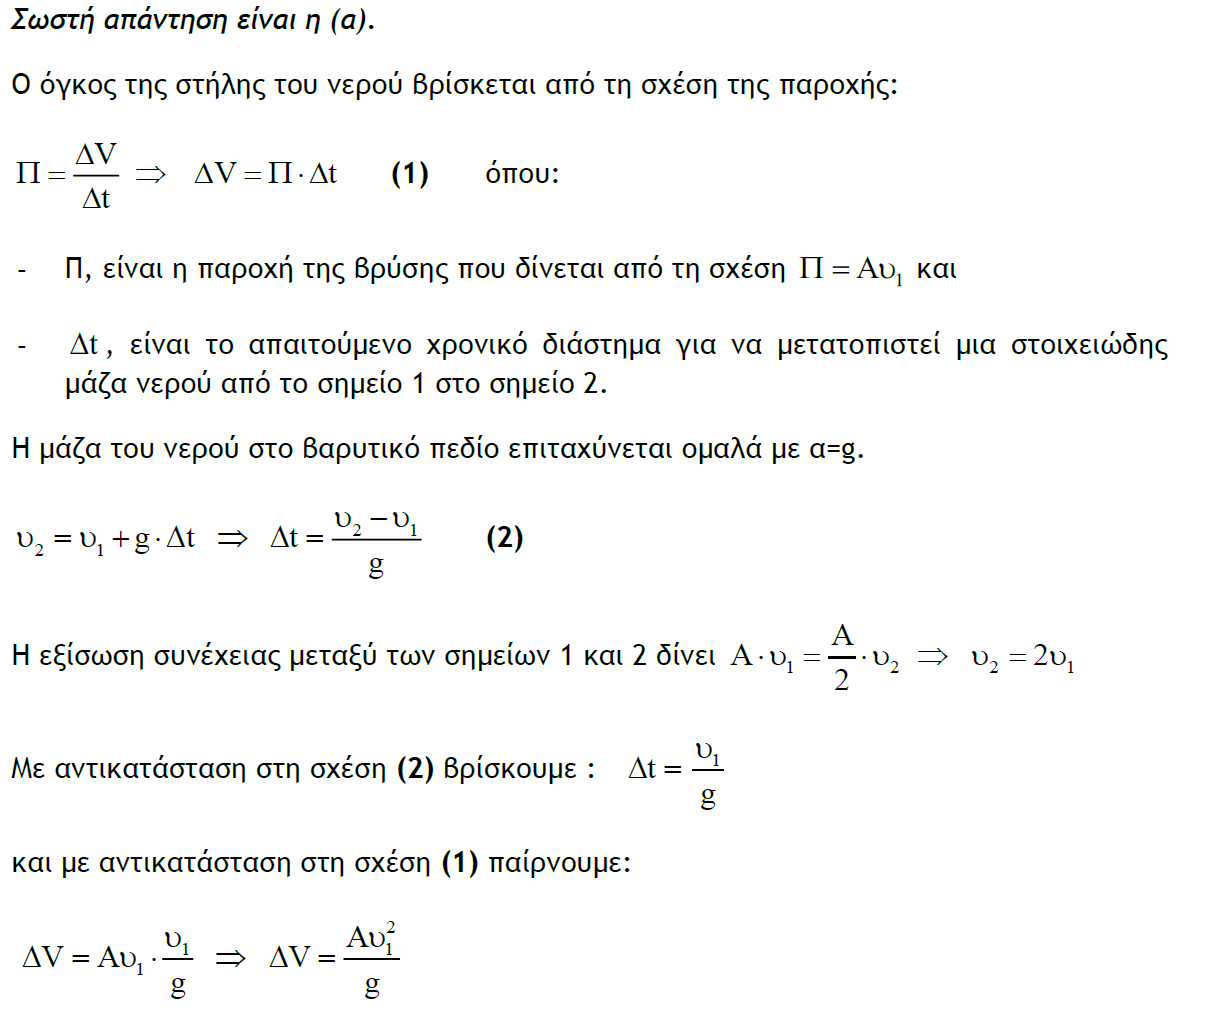 Σωστή απάντηση είναι η (α).
Ο όγκος της στήλης του νερού βρίσκεται από τη σχέση της παροχής:
Π = ΔV/Δt ⇒ ΔV = Π · Δt (1) όπου:
- Π, είναι η παροχή της βρύσης που δίνεται από τη σχέση Π = Αυ₁ και
- Δt , είναι το απαιτούμενο χρονικό διάστημα για να μετατοπιστεί μια στοιχειώδης
μάζα νερού από το σημείο 1 στο σημείο 2.
Η μάζα του νερού στο βαρυτικό πεδίο επιταχύνεται ομαλά με α=g.
υ₂ = υ₁ + g · Δt ⇒ Δt = (υ₂ − υ₁)/g (2)
Η εξίσωση συνέχειας μεταξύ των σημείων 1 και 2 δίνει Α · υ₁ = Α/2 · υ₂ ⇒ υ₂ = 2υ₁
Με αντικατάσταση στη σχέση (2) βρίσκουμε : Δt = υ₁/g
και με αντικατάσταση στη σχέση (1) παίρνουμε:
ΔV = Αυ₁ · υ₁/g ⇒ ΔV = Αυ₁²/g